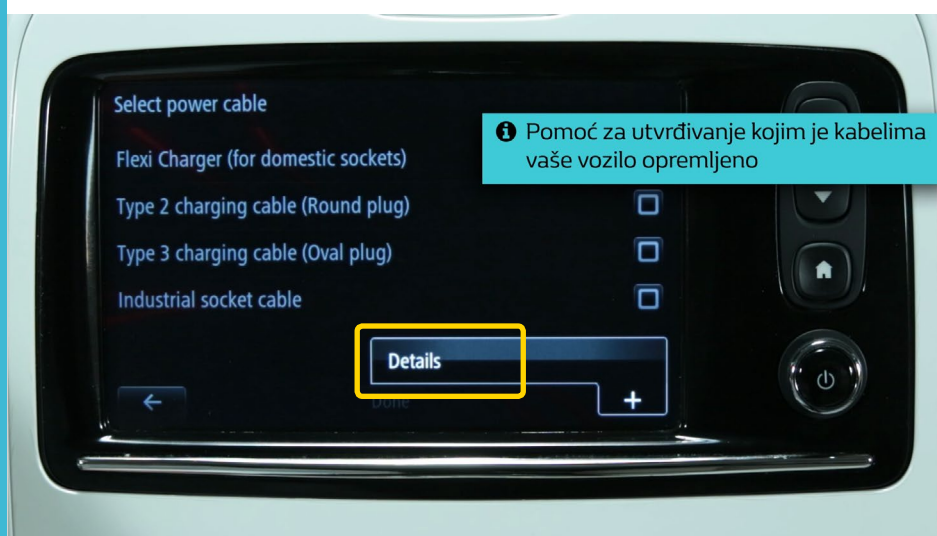 Select power cable
Pomoć za utvrđivanje kojim je kabelima
vaše vozilo opremljeno
Flexi Charger (for domestic sockets)
Type 2 charging cable (Round plug)
Type 3 charging cable (Oval plug)
Industrial socket cable
Details
Done
+